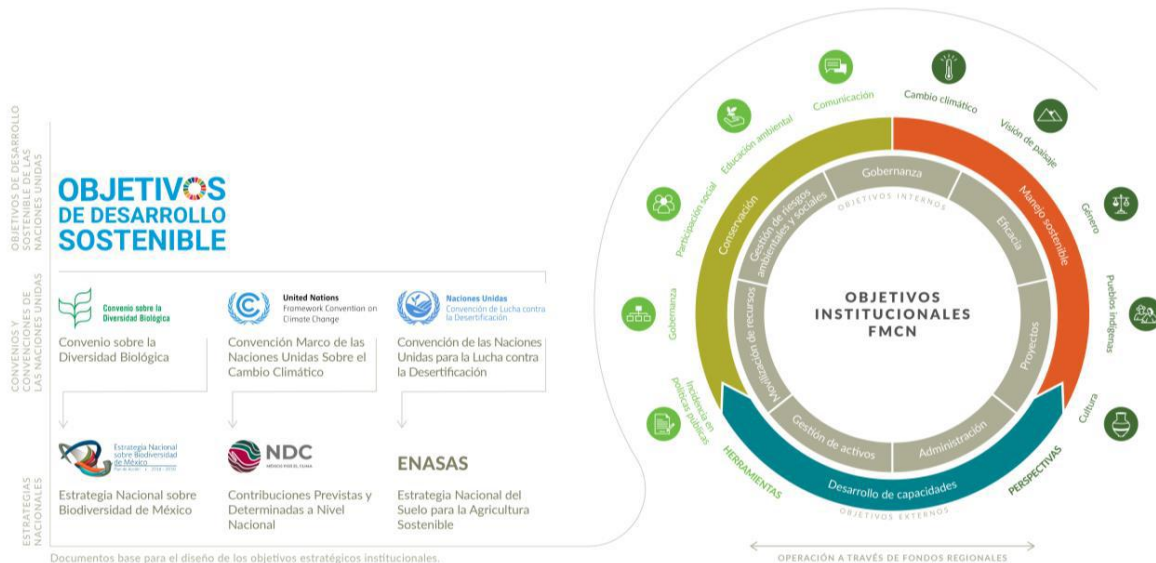 OBJETIVOS DE DESARROLLO
SOSTENIBLE DE LAS
NACIONES UNIDAS
OBJETIVOS
DE DESARROLLO
SOSTENIBLE
CONVENIOS Y
CONVENCIONES DE
LAS NACIONES UNIDAS
Convenio sobre la
Diversidad Biológica
United Nations
Framework Convention on
Climate Change
Naciones Unidas
Convención de Lucha contra
la Desertificación
Convenio sobre la
Diversidad Biológica
Convención Marco de las
Naciones Unidas Sobre el
Cambio Climático
Convención de las Naciones
Unidas para la Lucha contra
la Desertificación
ESTRATEGIAS
NACIONALES
Estrategia Nacional
sobre Biodiversidad
de México
NDC
ENASAS
Estrategia Nacional sobre
Biodiversidad de México
Contribuciones Previstas y
Determinadas a Nivel
Nacional
Estrategia Nacional del
Suelo para la Agricultura
Sostenible
Documentos base para el diseño de los objetivos estratégicos institucionales.
Incidencia en
políticas públicas
Gobernanza
Participación social
Educación ambiental
Comunicación
Cambio climático
Visión de paisaje
Género
Pueblos indígenas
Cultura
HERRAMIENTAS
PERSPECTIVAS
Conservación
Manejo sostenible
Desarrollo de capacidades
OBJETIVOS EXTERNOS
Gobernanza
Eficacia
Proyectos
Administración
Gestión de activos
Movilización de recursos
Gestión de riesgos
ambientales y sociales
OBJETIVOS INTERNOS
OBJETIVOS
INSTITUCIONALES
FMCN
OPERACIÓN A TRAVÉS DE FONDOS REGIONALES